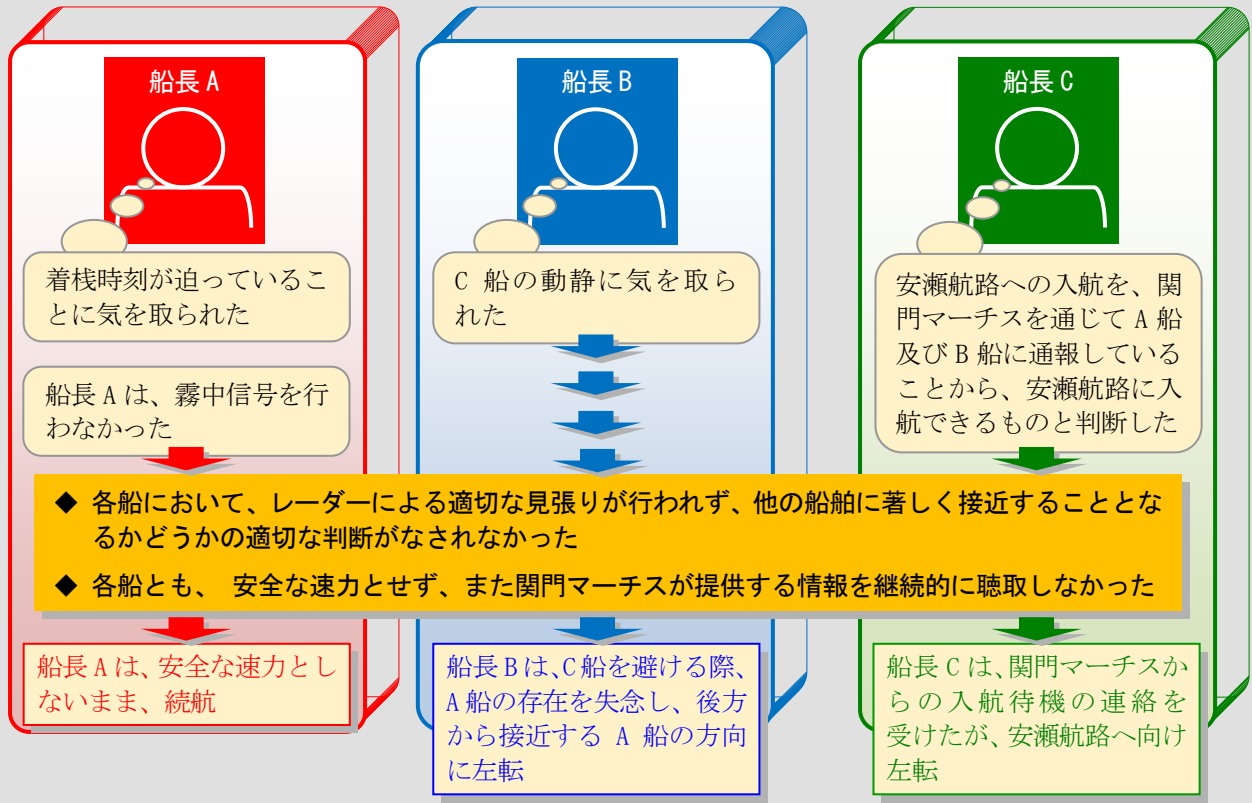 船長 A
着桟時刻が迫っているこ
とに気を取られた
船長 A は、霧中信号を行
わなかった
船長 B
C 船の動静に気を取ら
れた
船長 C
安瀬航路への入航を、関
門マーチスを通じて A 船
及び B 船に通報している
ことから、安瀬航路に入
航できるものと判断した
◆ 各船において、レーダーによる適切な見張りが行われず、他の船舶に著しく接近することとな
るかどうかの適切な判断がなされなかった
◆ 各船とも、 安全な速力とせず、また関門マーチスが提供する情報を継続的に聴取しなかった
船長 A は、安全な速力とし
ないまま、続航
船長 B は、C 船を避ける際、
A 船の存在を失念し、後方
から接近する A 船の方向
に左転
船長 C は、関門マーチスか
らの入航待機の連絡を
受けたが、安瀬航路へ向け
左転